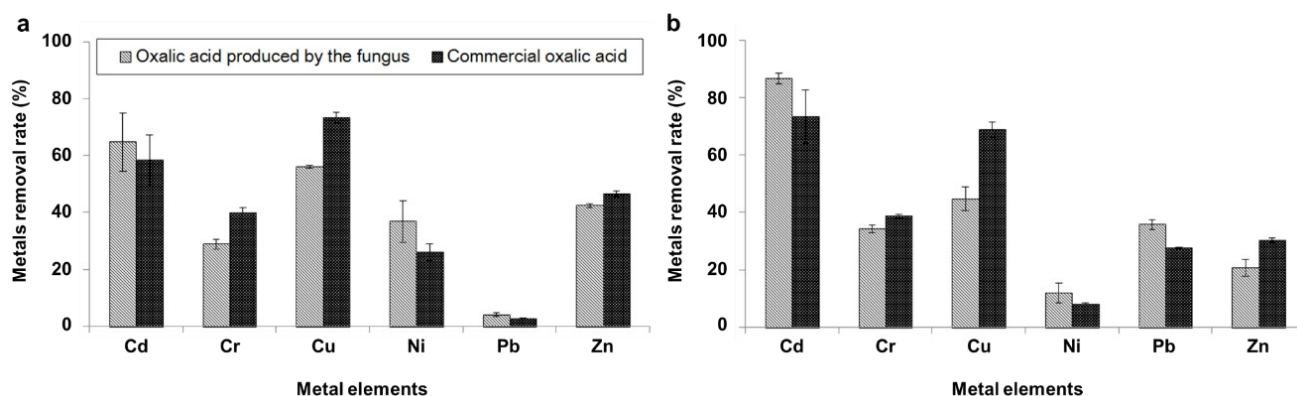 a
100
80
60
40
20
0
Metals removal rate (%)
Oxalic acid produced by the fungus Commercial oxalic acid
Cd Cr Cu Ni Pb Zn
Metal elements
b
100
80
60
40
20
0
Metals removal rate (%)
Cd Cr Cu Ni Pb Zn
Metal elements